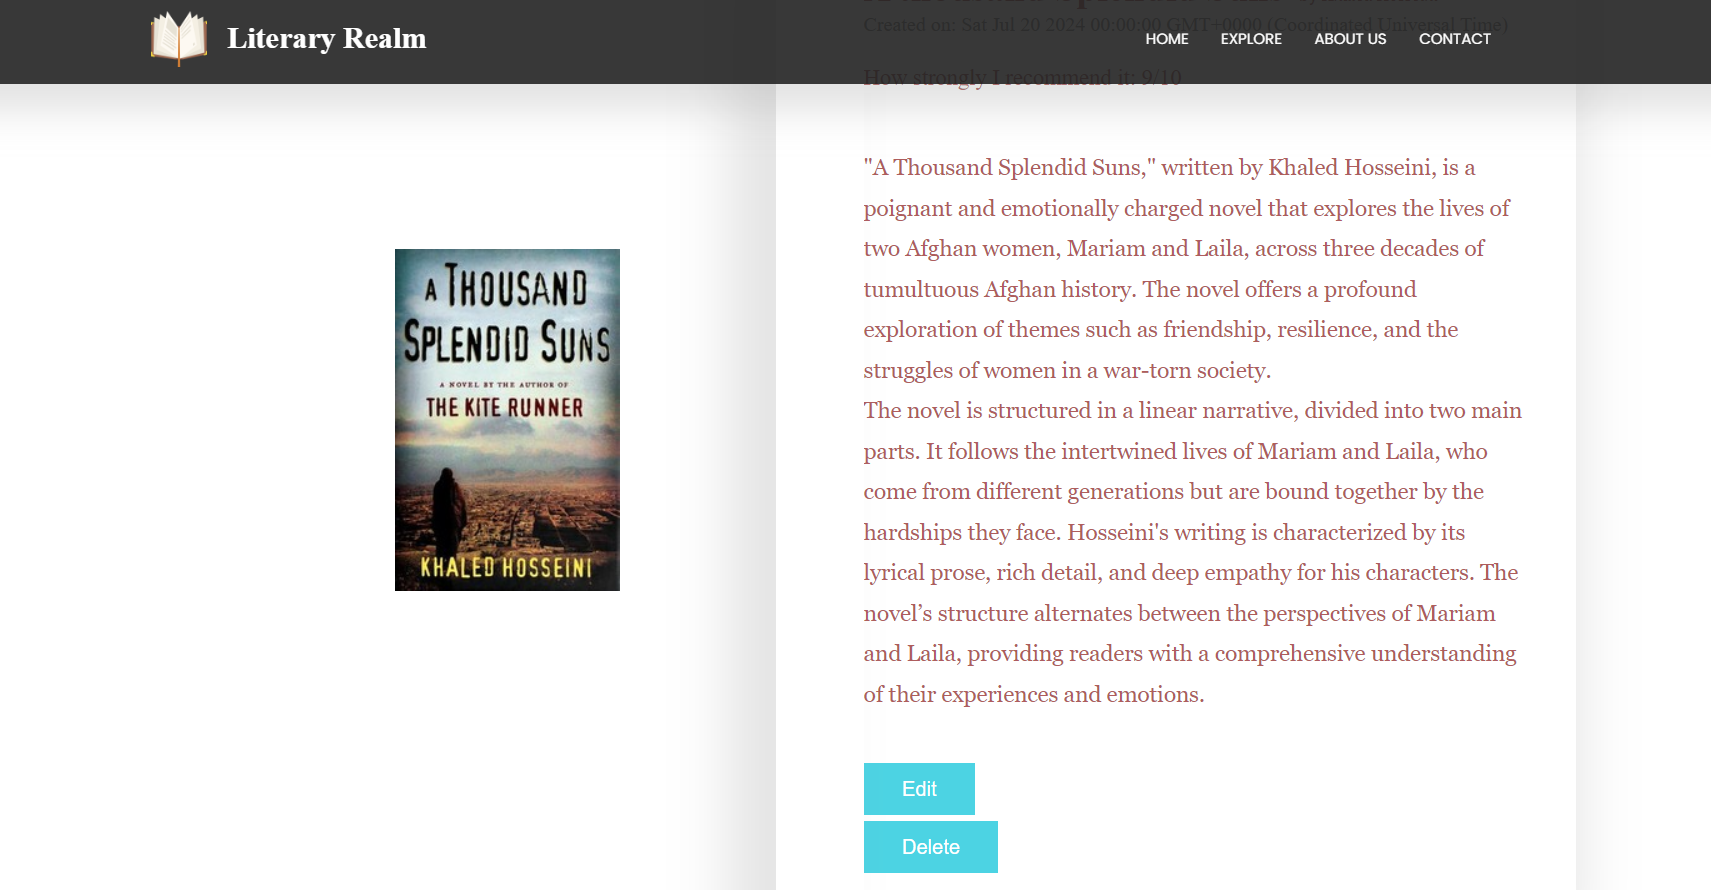 Literary Realm
HOME
EXPLORE
ABOUT US
CONTACT
Created on: Sat Jul 20 2024 00:00:00 GMT+0000 (Coordinated Universal Time)
How strongly I recommend it: 9/10
"A Thousand Splendid Suns," written by Khaled Hosseini, is a
poignant and emotionally charged novel that explores the lives of
two Afghan women, Mariam and Laila, across three decades of
tumultuous Afghan history. The novel offers a profound
exploration of themes such as friendship, resilience, and the
struggles of women in a war-torn society.
The novel is structured in a linear narrative, divided into two main
parts. It follows the intertwined lives of Mariam and Laila, who
come from different generations but are bound together by the
hardships they face. Hosseini's writing is characterized by its
lyrical prose, rich detail, and deep empathy for his characters. The
novel’s structure alternates between the perspectives of Mariam
and Laila, providing readers with a comprehensive understanding
of their experiences and emotions.
A THOUSAND
SPLENDID SUNS
A NOVEL BY THE AUTHOR OF
THE KITE RUNNER
KHALED HOSSEINI
Edit
Delete